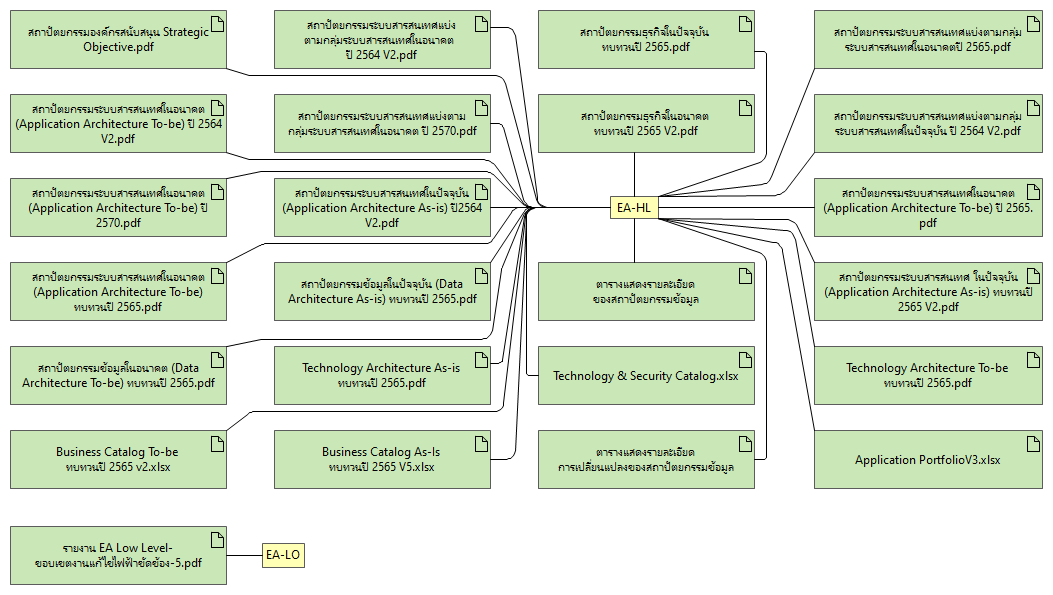 สถาปัตยกรรมองค์กรสนับสนุน Strategic
Objective.pdf
สถาปัตยกรรมระบบสารสนเทศแบ่ง
ตามกลุ่มระบบสารสนเทศในอนาคต
ปี 2564 V2.pdf
สถาปัตยกรรมธุรกิจในปัจจุบัน
ทบทวนปี 2565.pdf
สถาปัตยกรรมระบบสารสนเทศแบ่งตามกลุ่ม
ระบบสารสนเทศในอนาคตปี 2565.pdf
สถาปัตยกรรมระบบสารสนเทศในอนาคต
(Application Architecture To-be) ปี 2564
V2.pdf
สถาปัตยกรรมระบบสารสนเทศแบ่งตาม
กลุ่มระบบสารสนเทศในอนาคต ปี 2570.pdf
สถาปัตยกรรมธุรกิจในอนาคต
ทบทวนปี 2565 V2.pdf
สถาปัตยกรรมระบบสารสนเทศแบ่งตามกลุ่ม
ระบบสารสนเทศในปัจจุบัน ปี 2564 V2.pdf
สถาปัตยกรรมระบบสารสนเทศในอนาคต
(Application Architecture To-be) ปี
2570.pdf
สถาปัตยกรรมระบบสารสนเทศในปัจจุบัน
(Application Architecture As-is) ปี2564
V2.pdf
EA-HL
สถาปัตยกรรมระบบสารสนเทศในอนาคต
(Application Architecture To-be) ปี 2565.
pdf
สถาปัตยกรรมระบบสารสนเทศในอนาคต
(Application Architecture To-be)
ทบทวนปี 2565.pdf
สถาปัตยกรรมข้อมูลในปัจจุบัน (Data
Architecture As-is) ทบทวนปี 2565.pdf
ตารางแสดงรายละเอียด
ของสถาปัตยกรรมข้อมูล
สถาปัตยกรรมระบบสารสนเทศ ในปัจจุบัน
(Application Architecture As-is) ทบทวนปี
2565 V2.pdf
สถาปัตยกรรมข้อมูลในอนาคต (Data
Architecture To-be) ทบทวนปี 2565.pdf
Technology Architecture As-is
ทบทวนปี 2565.pdf
Technology & Security Catalog.xlsx
Technology Architecture To-be
ทบทวนปี 2565.pdf
Business Catalog To-be
ทบทวนปี 2565 v2.xlsx
Business Catalog As-Is
ทบทวนปี 2565 V5.xlsx
ตารางแสดงรายละเอียด
การเปลี่ยนแปลงของสถาปัตยกรรมข้อมูล
Application PortfolioV3.xlsx
รายงาน EA Low Level-
ขอบเขตงานแก้ไขไฟฟ้าขัดข้อง-5.pdf
EA-LO